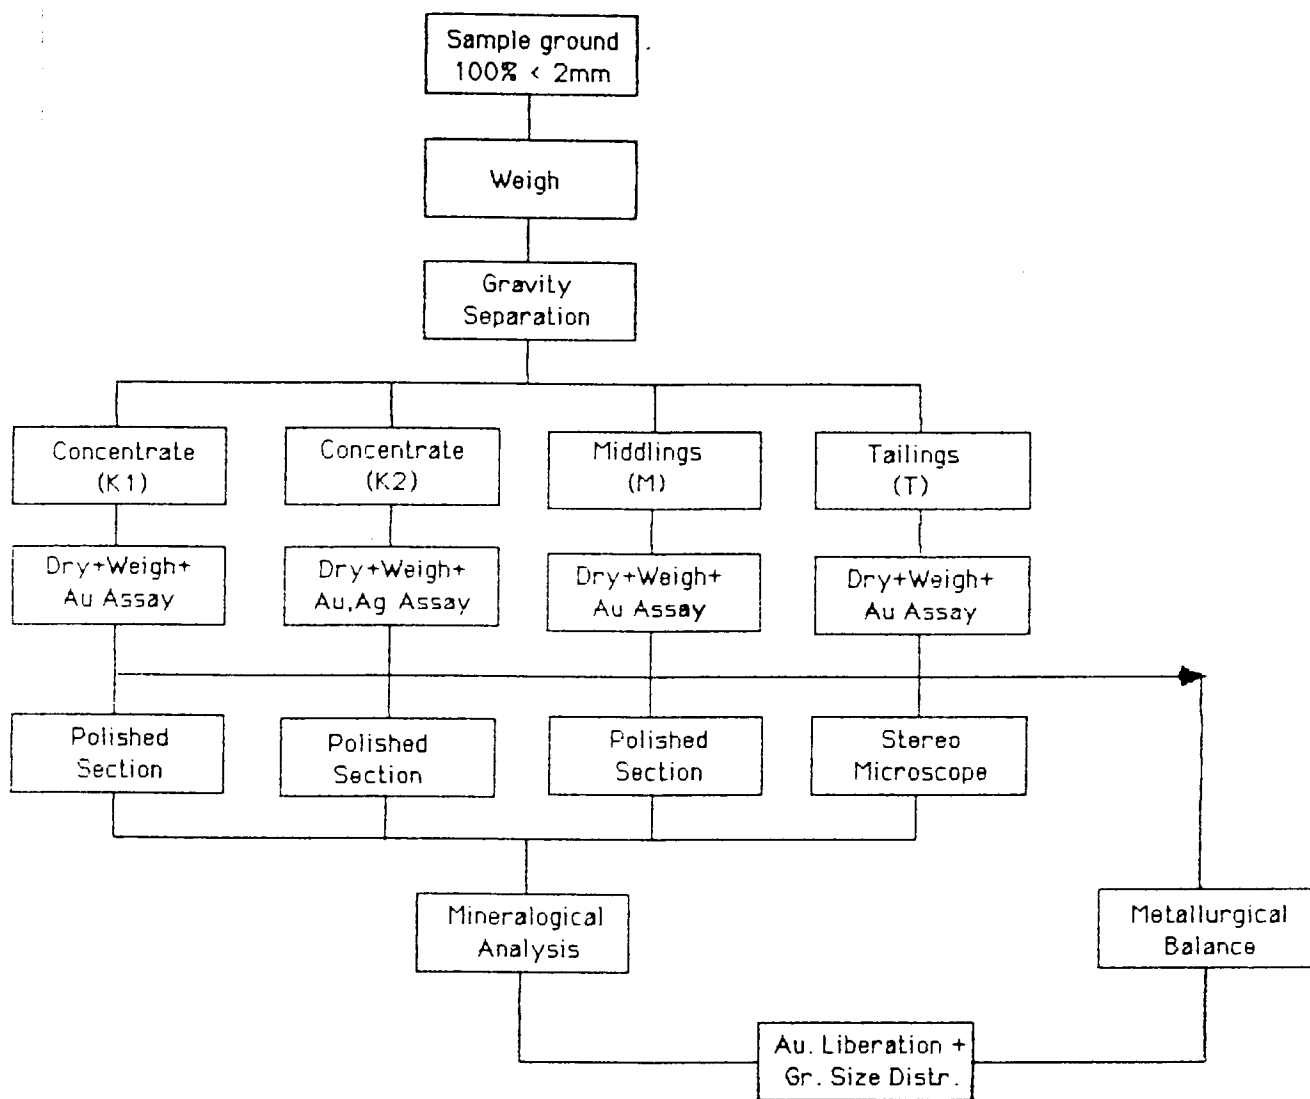 Sample ground
100% < 2mm
Weigh
Gravity
Separation
Concentrate
(K1)
Concentrate
(K2)
Middlings
(M)
Tailings
(T)
Dry+Weigh+
Au Assay
Dry+Weigh+
Au,Ag Assay
Dry+Weigh+
Au Assay
Dry+Weigh+
Au Assay
Polished
Section
Polished
Section
Polished
Section
Stereo
Microscope
Mineralogical
Analysis
Metallurgical
Balance
Au. Liberation +
Gr. Size Distr.